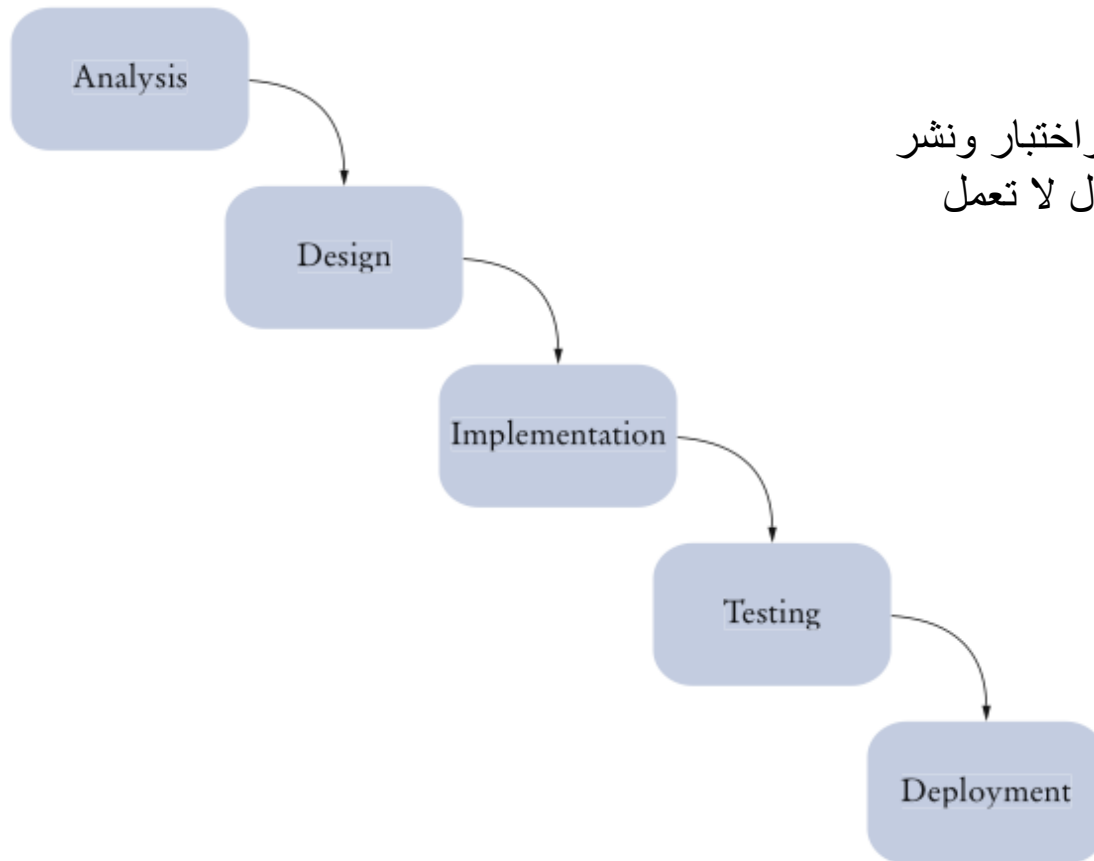 Analysis
اختبار ونشر
لا تعمل
Design
Implementation
Testing
Deployment